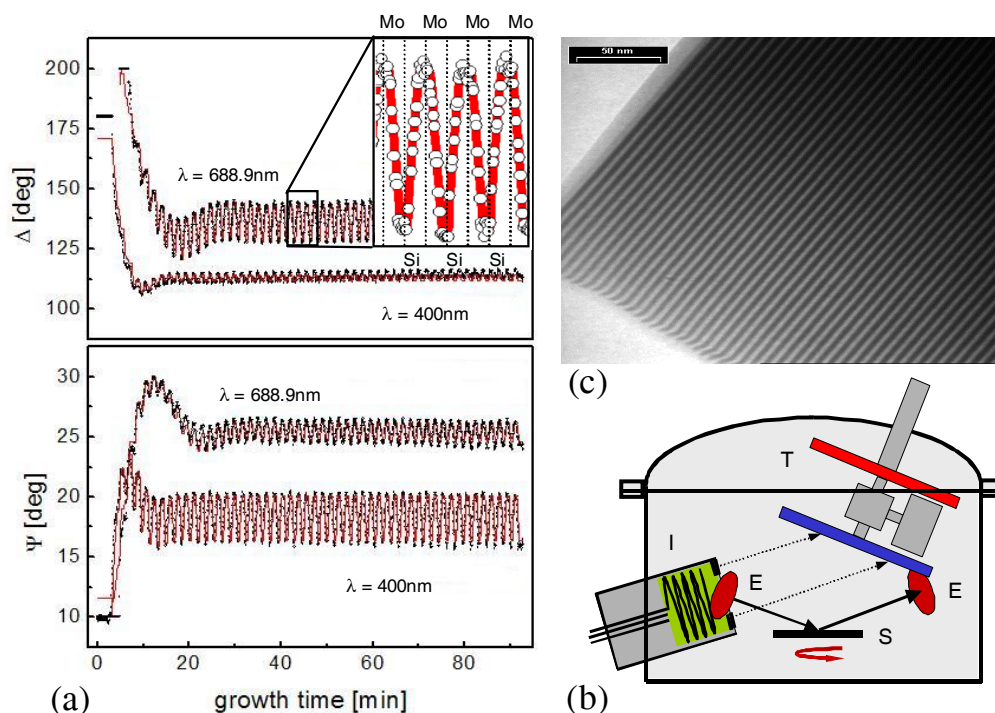 Mo Mo Mo Mo
200
175
150
125
100
Δ [deg]
λ = 688.9nm
Si Si Si
λ = 400nm
30
25
20
15
10
Ψ [deg]
λ = 688.9nm
λ = 400nm
0 20 40 60 80
(a) growth time [min]
50 nm
(c)
T
I
E
E
S
(b)